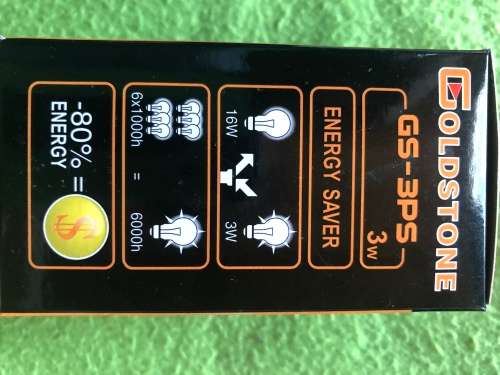 GOLDSTONE
GS-3PS
3W
ENERGY SAVER
16W 3W
6x1000h = 6000h
-80% =
ENERGY
$